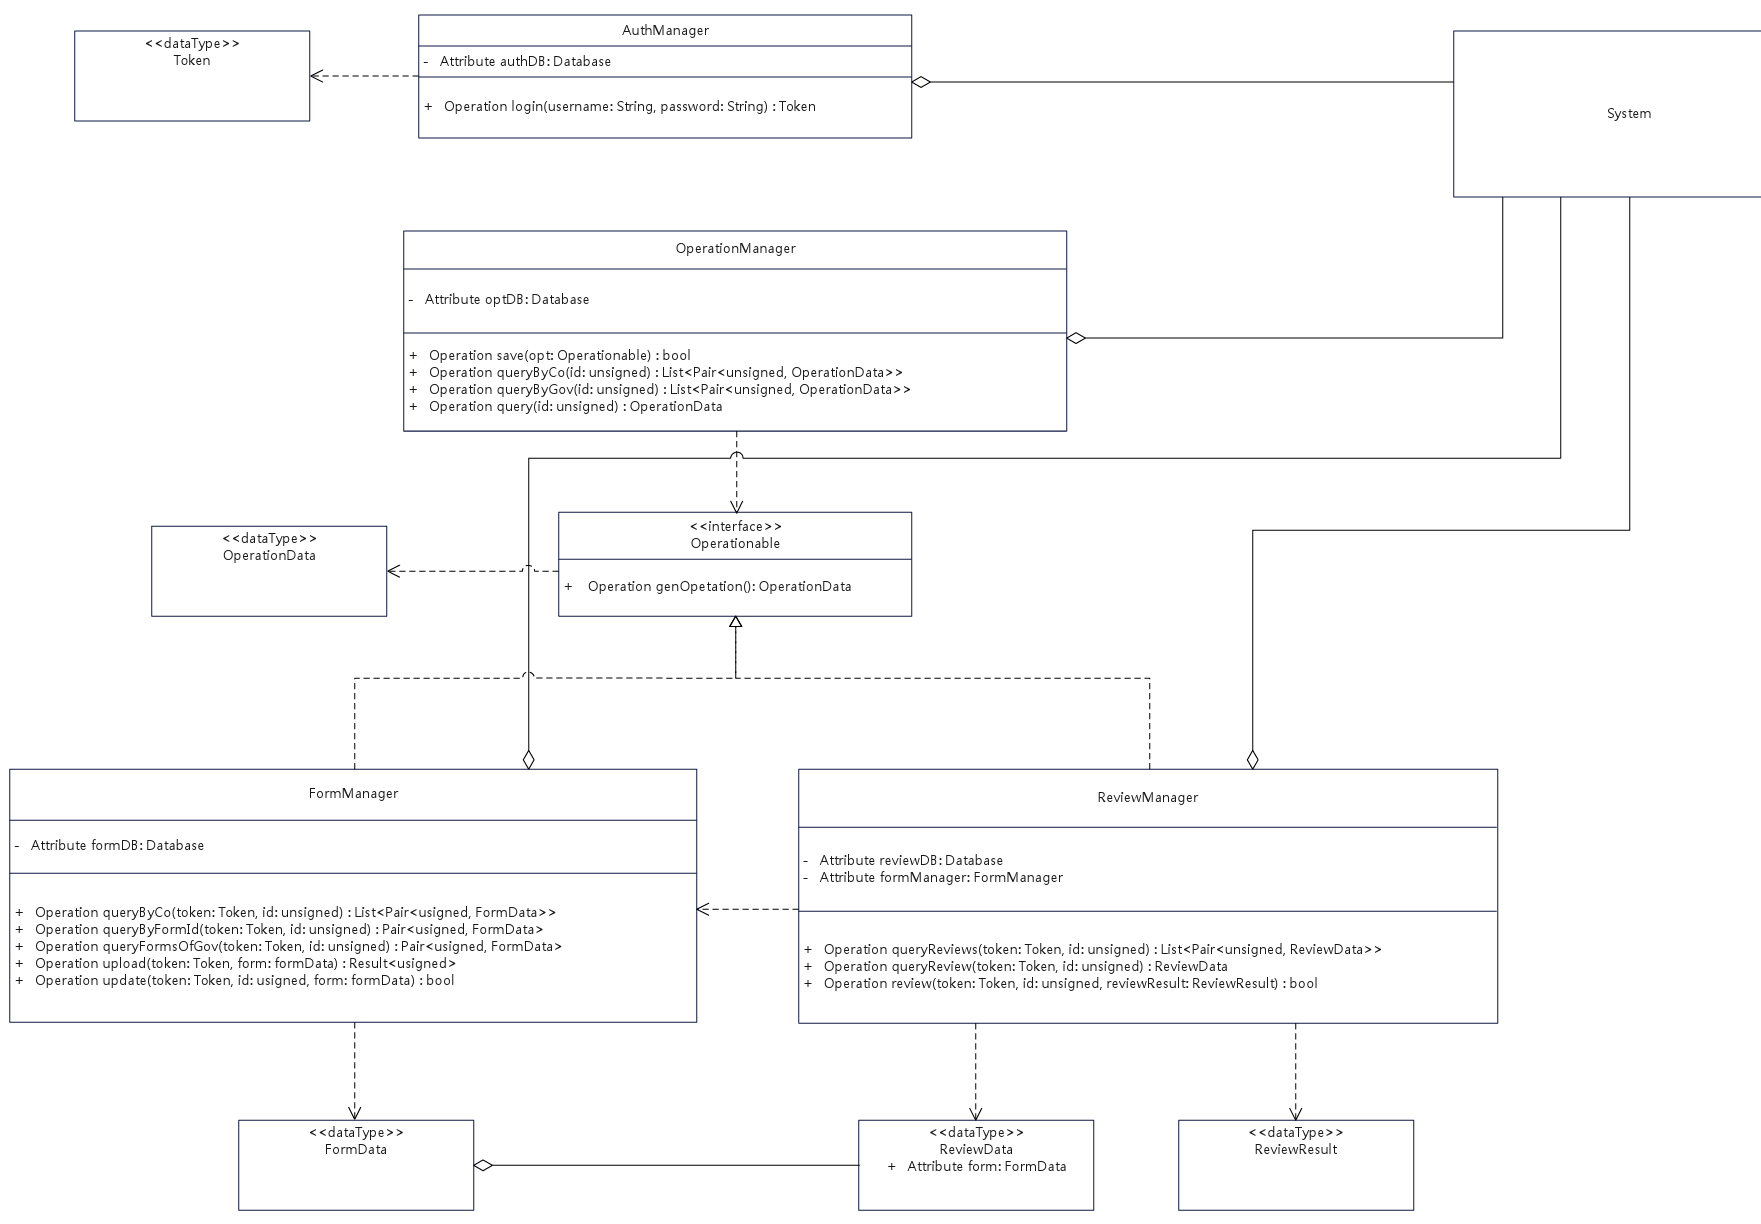 <<dataType>>
Token
AuthManager
- Attribute authDB: Database
+ Operation login(username: String, password: String) : Token
System
OperationManager
- Attribute optDB: Database
+ Operation save(opt: Operationable) : bool
+ Operation queryByCo(id: unsigned) : List<Pair<unsigned, OperationData>>
+ Operation queryByGov(id: unsigned) : List<Pair<unsigned, OperationData>>
+ Operation query(id: unsigned) : OperationData
<<dataType>>
OperationData
<<interface>>
Operationable
+ Operation genOpetation(): OperationData
FormManager
- Attribute formDB: Database
+ Operation queryByCo(token: Token, id: unsigned) : List<Pair<usigned, FormData>>
+ Operation queryByFormId(token: Token, id: unsigned) : Pair<usigned, FormData>
+ Operation queryFormsOfGov(token: Token, id: unsigned) : Pair<usigned, FormData>
+ Operation upload(token: Token, form: formData) : Result<usigned>
+ Operation update(token: Token, id: usigned, form: formData) : bool
ReviewManager
- Attribute reviewDB: Database
- Attribute formManager: FormManager
+ Operation queryReviews(token: Token, id: unsigned) : List<Pair<unsigned, ReviewData>>
+ Operation queryReview(token: Token, id: unsigned) : ReviewData
+ Operation review(token: Token, id: unsigned, reviewResult: ReviewResult) : bool
<<dataType>>
FormData
<<dataType>>
ReviewData
+ Attribute form: FormData
<<dataType>>
ReviewResult